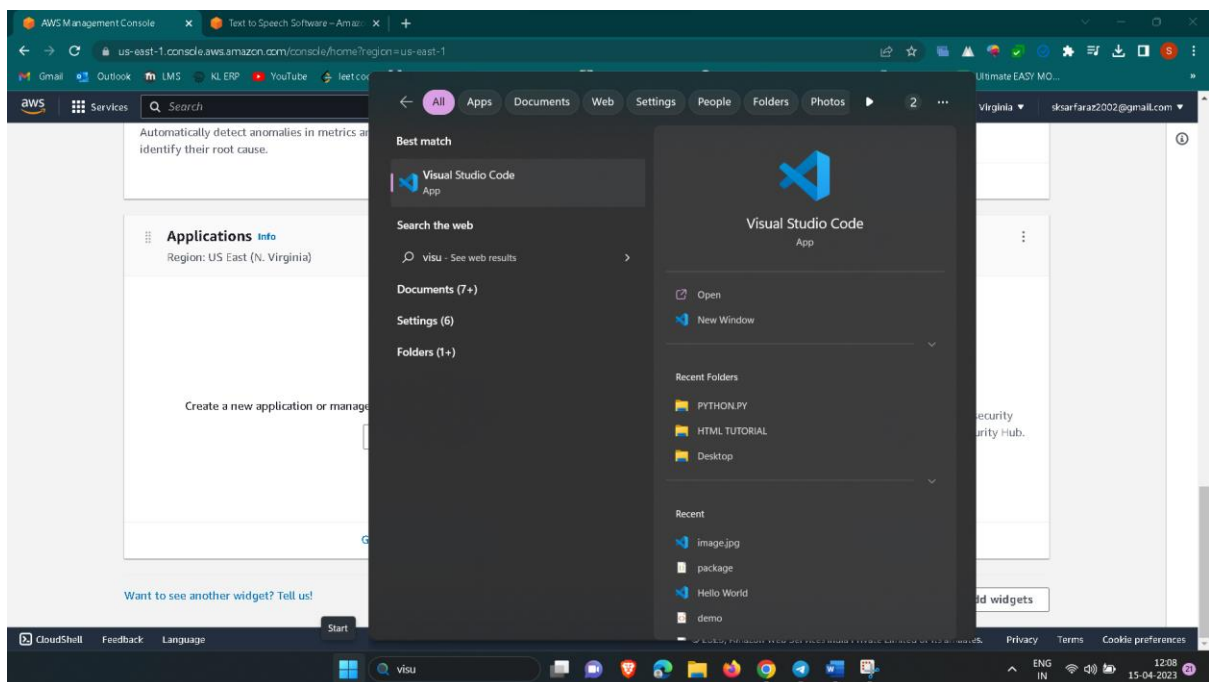 AWS Management Console
Text to Speech Software – Amaz
us-east-1.console.aws.amazon.com/console/home?region=us-east-1
Gmail Outlook LMS KL ERP YouTube leetcod Ultimate EASY MO...
aws Services Search Virginia sksarfaraz2002@gmail.com
Automatically detect anomalies in metrics an
identify their root cause.
Applications Info
Region: US East (N. Virginia)
Create a new application or manage
G
Want to see another widget? Tell us!
All Apps Documents Web Settings People Folders Photos 2 ...
Best match
Visual Studio Code
App
Search the web
visu - See web results
Documents (7+)
Settings (6)
Folders (1+)
Visual Studio Code
App
Open
New Window
Recent Folders
PYTHON.PY
HTML TUTORIAL
Desktop
Recent
image.jpg
package
Hello World
demo
security
urity Hub.
dd widgets
Start
CloudShell Feedback Language Privacy Terms Cookie preferences
visu
ENG
IN
12:08
15-04-2023
21